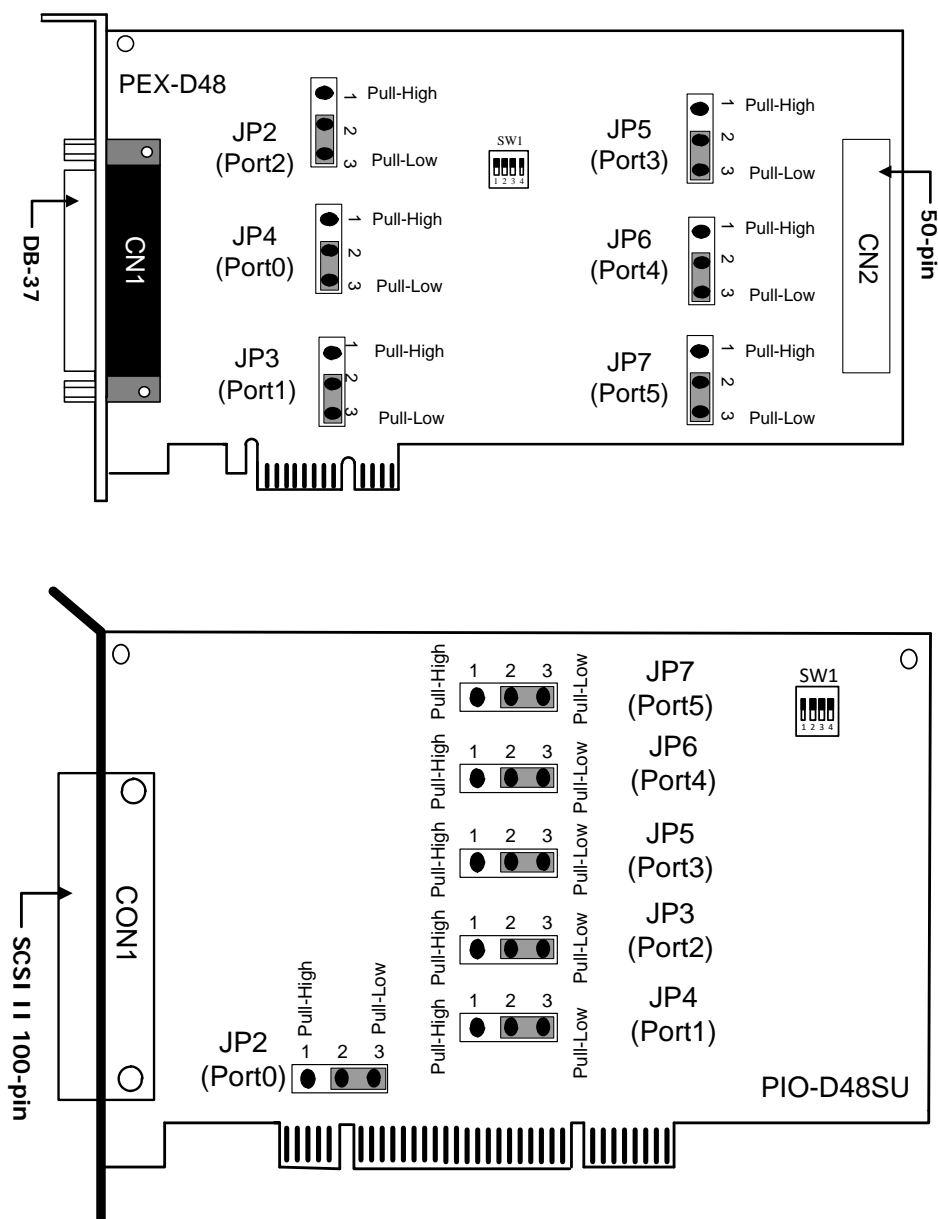 PEX-D48
JP2
(Port2)
1 Pull-High
2
3 Pull-Low
SW1
1 2 3 4
JP5
(Port3)
1 Pull-High
2
3 Pull-Low
JP4
(Port0)
1 Pull-High
2
3 Pull-Low
JP6
(Port4)
1 Pull-High
2
3 Pull-Low
JP3
(Port1)
1 Pull-High
2
3 Pull-Low
JP7
(Port5)
1 Pull-High
2
3 Pull-Low
CN1
DB-37
CN2
50-pin
Pull-High
1 2 3
Pull-Low
JP7
(Port5)
SW1
1 2 3 4
Pull-High
1 2 3
Pull-Low
JP6
(Port4)
Pull-High
1 2 3
Pull-Low
JP5
(Port3)
Pull-High
1 2 3
Pull-Low
JP3
(Port2)
Pull-High
1 2 3
Pull-Low
JP4
(Port1)
JP2
(Port0)
Pull-High
Pull-Low
1 2 3
CON1
SCSI II 100-pin
PIO-D48SU